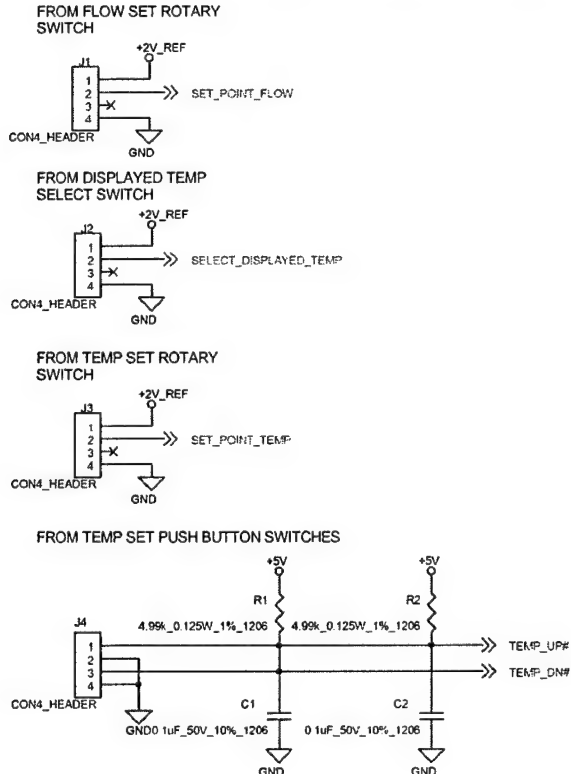 FROM FLOW SET ROTARY
SWITCH
+2V_REF
J1
1
2
3
4
SET_POINT_FLOW
CON4_HEADER
GND
FROM DISPLAYED TEMP
SELECT SWITCH
+2V_REF
J2
1
2
3
4
SELECT_DISPLAYED_TEMP
CON4_HEADER
GND
FROM TEMP SET ROTARY
SWITCH
+2V_REF
J3
1
2
3
4
SET_POINT_TEMP
CON4_HEADER
GND
FROM TEMP SET PUSH BUTTON SWITCHES
+5V
+5V
R1
R2
4.99k_0.125W_1%_1206
4.99k_0.125W_1%_1206
J4
1
2
3
4
TEMP_UP#
TEMP_DN#
CON4_HEADER
C1
C2
GND
0.1uF_50V_10%_1206
0.1uF_50V_10%_1206
GND
GND